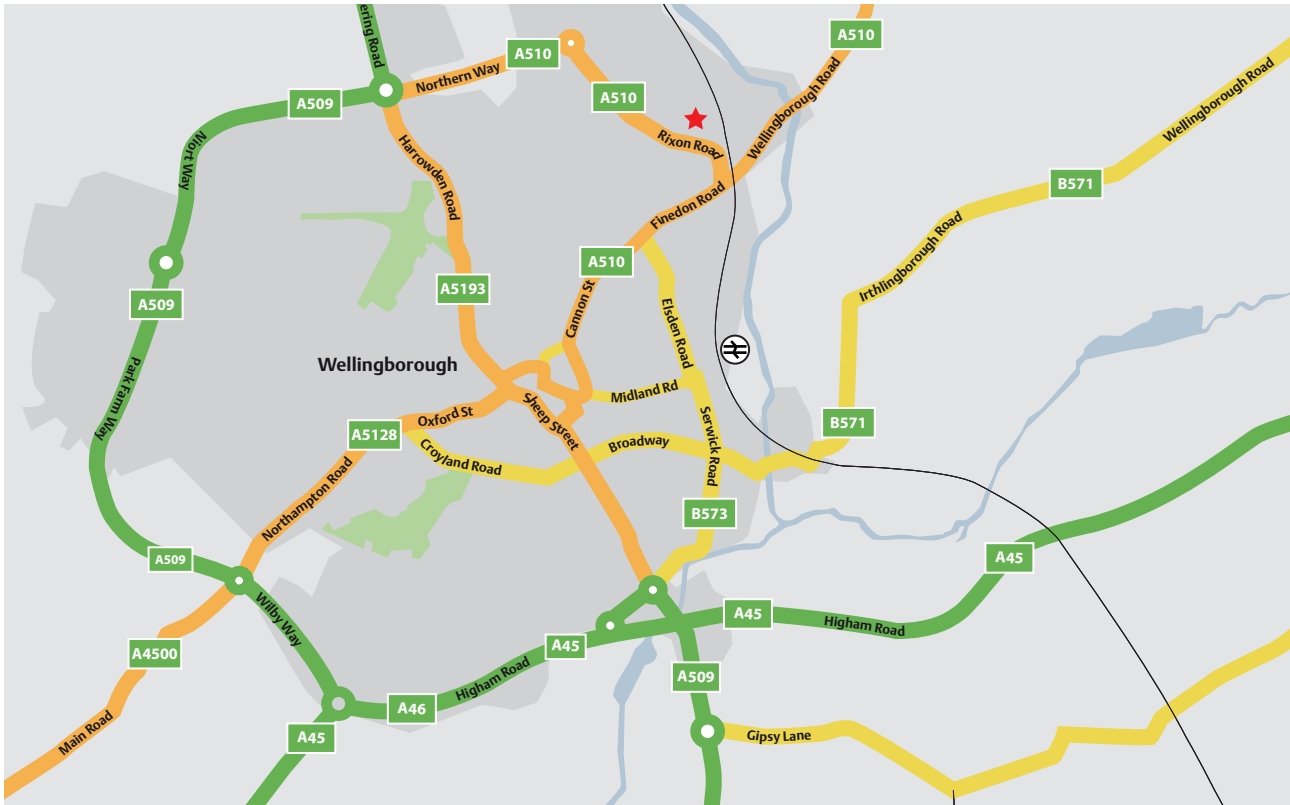 ering Road
A510
A510
Wellingborough Road
Northern Way
A510
A509
Rixon Road
Niort Way
Harrowden Road
Wellingborough Road
B571
Finedon Road
Irthlingborough Road
A510
A509
A5193
Cannon St
Elsden Road
Wellingborough
Park Farm Way
Midland Rd
Oxford St
Sheep Street
Serwick Road
B571
A5128
Croyland Road
Broadway
Northampton Road
B573
A509
A45
Wilby Way
A45
Higham Road
A4500
A45
Higham Road
A509
A46
Main Road
A45
Gipsy Lane